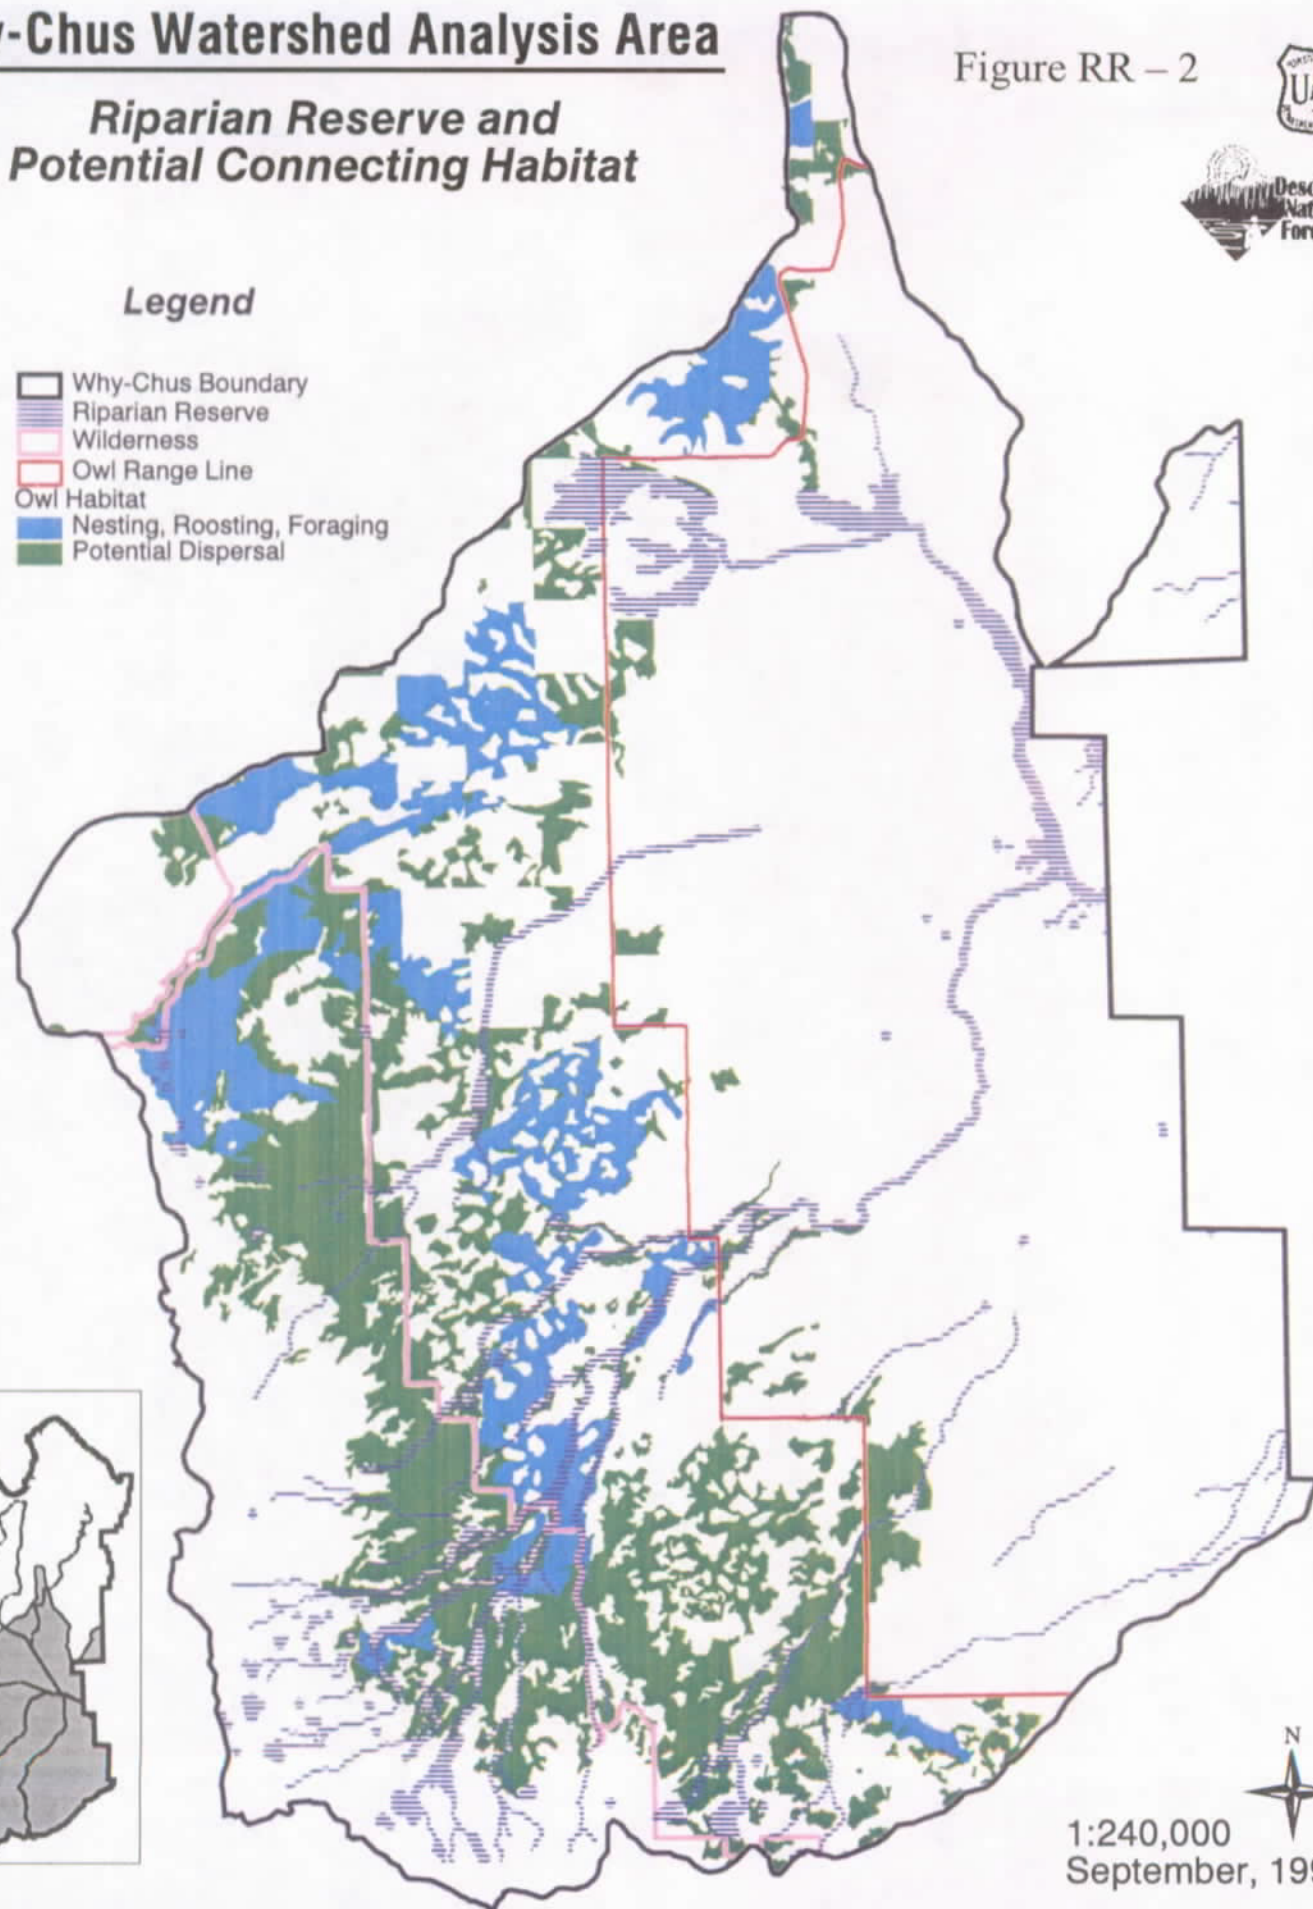 y-Chus Watershed Analysis Area
Figure RR – 2
Riparian Reserve and
Potential Connecting Habitat
Legend
Why-Chus Boundary
Riparian Reserve
Wilderness
Owl Range Line
Owl Habitat
Nesting, Roosting, Foraging
Potential Dispersal
N
1:240,000
September, 199